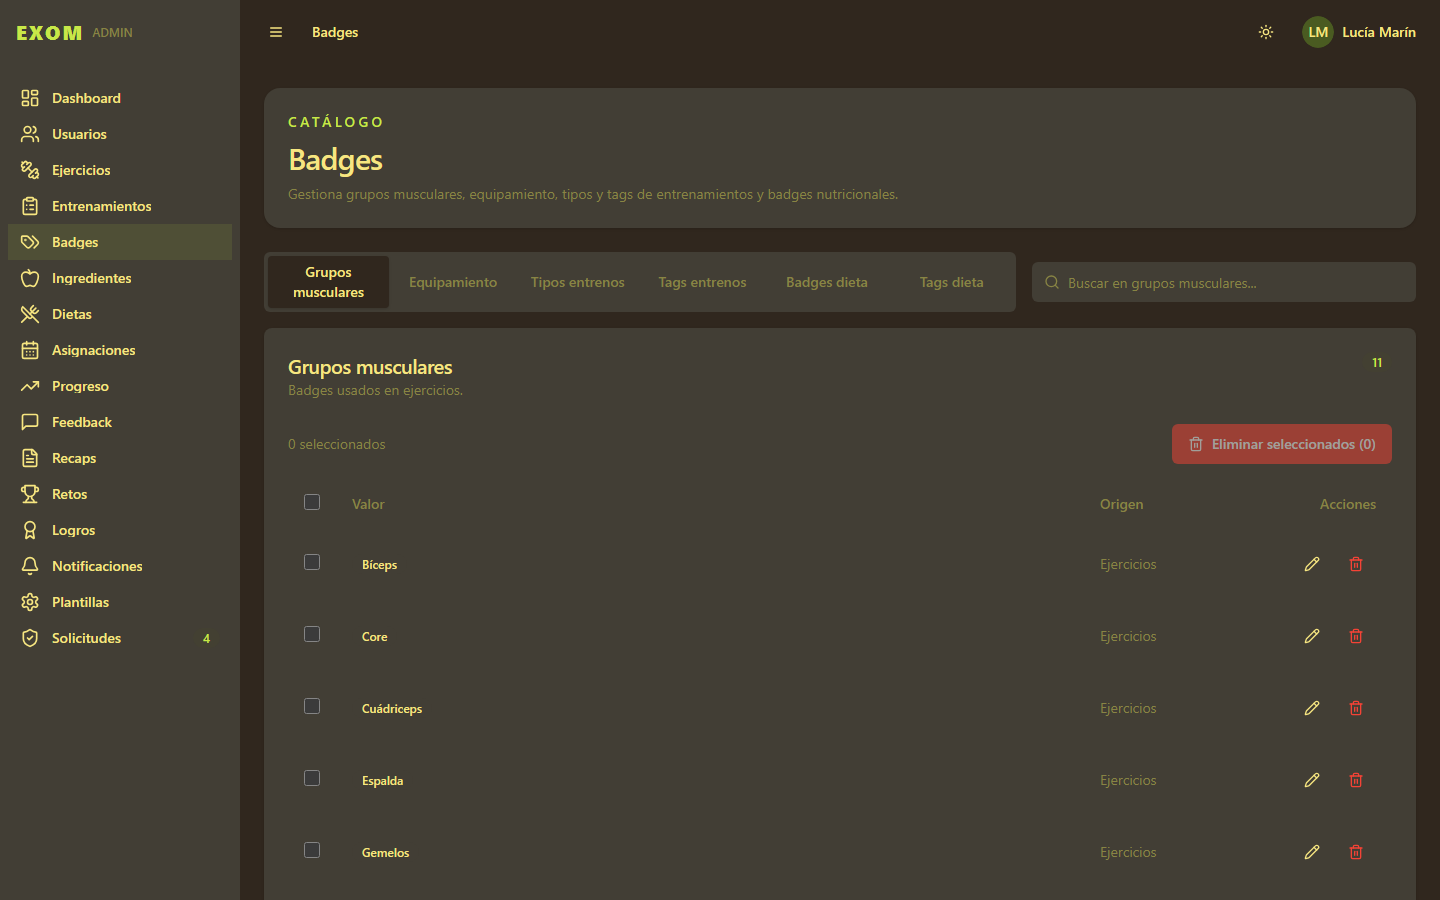 EXOM ADMIN
Dashboard
Usuarios
Ejercicios
Entrenamientos
Badges
Ingredientes
Dietas
Asignaciones
Progreso
Feedback
Recaps
Retos
Logros
Notificaciones
Plantillas
Solicitudes 4
Badges
LM Lucía Marín
CATÁLOGO
Badges
Gestiona grupos musculares, equipamiento, tipos y tags de entrenamientos y badges nutricionales.
Grupos
musculares
Equipamiento
Tipos entrenos
Tags entrenos
Badges dieta
Tags dieta
Buscar en grupos musculares...
Grupos musculares
11
Badges usados en ejercicios.
0 seleccionados
Eliminar seleccionados (0)
Valor Origen Acciones
Bíceps Ejercicios
Core Ejercicios
Cuádriceps Ejercicios
Espalda Ejercicios
Gemelos Ejercicios